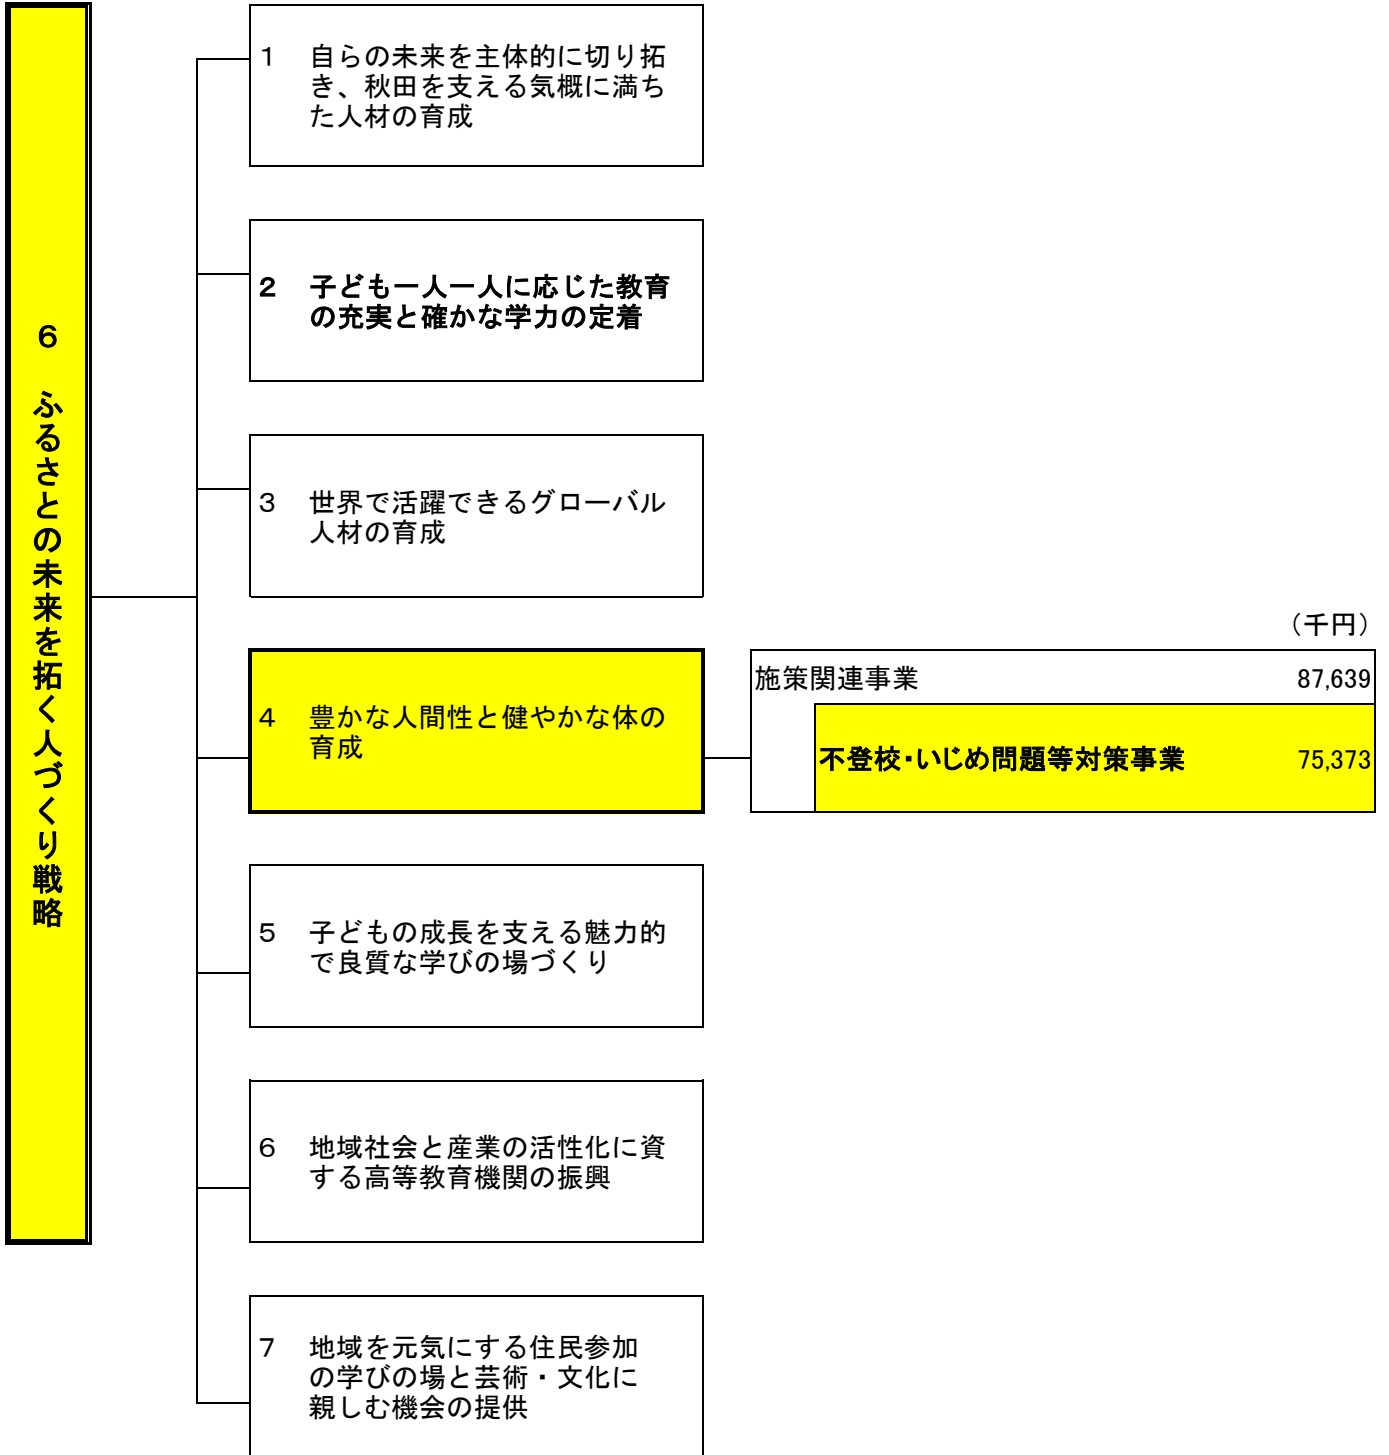 ６　ふるさとの未来を拓く人づくり戦略
１　自らの未来を主体的に切り拓
き、秋田を支える気概に満ち
た人材の育成
２　子ども一人一人に応じた教育
の充実と確かな学力の定着
３　世界で活躍できるグローバル
人材の育成
（千円）
４　豊かな人間性と健やかな体の
育成
施策関連事業　87,639
不登校・いじめ問題等対策事業　75,373
５　子どもの成長を支える魅力的
で良質な学びの場づくり
６　地域社会と産業の活性化に資
する高等教育機関の振興
７　地域を元気にする住民参加
の学びの場と芸術・文化に
親しむ機会の提供